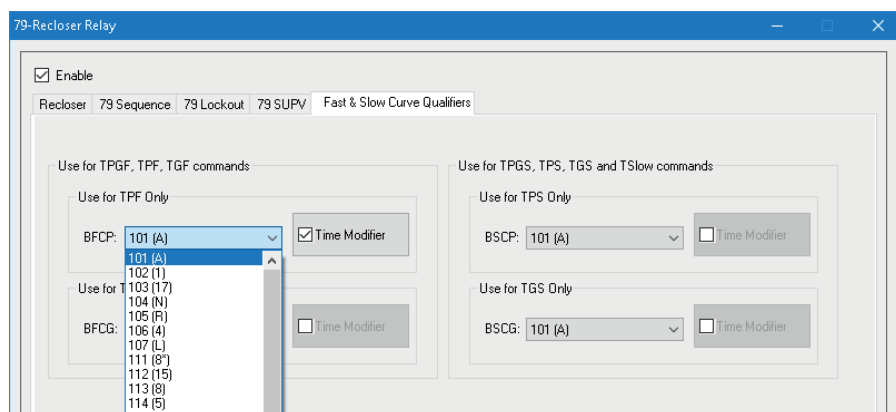 79-Recloser Relay
Enable
Recloser 79 Sequence 79 Lockout 79 SUPV Fast & Slow Curve Qualifiers
Use for TPGF, TPF, TGF commands
Use for TPGS, TPS, TGS and TSlow commands
Use for TPF Only
Use for TPS Only
BFCP: 101 (A) Time Modifier
BSCP: 101 (A) Time Modifier
101 (A)
102 (1)
103 (17)
104 (N)
105 (R)
106 (4)
107 (L)
111 (8*)
112 (15)
113 (8)
114 (5)
Use for T
Use for TGS Only
BFCG: Time Modifier
BSCG: 101 (A) Time Modifier